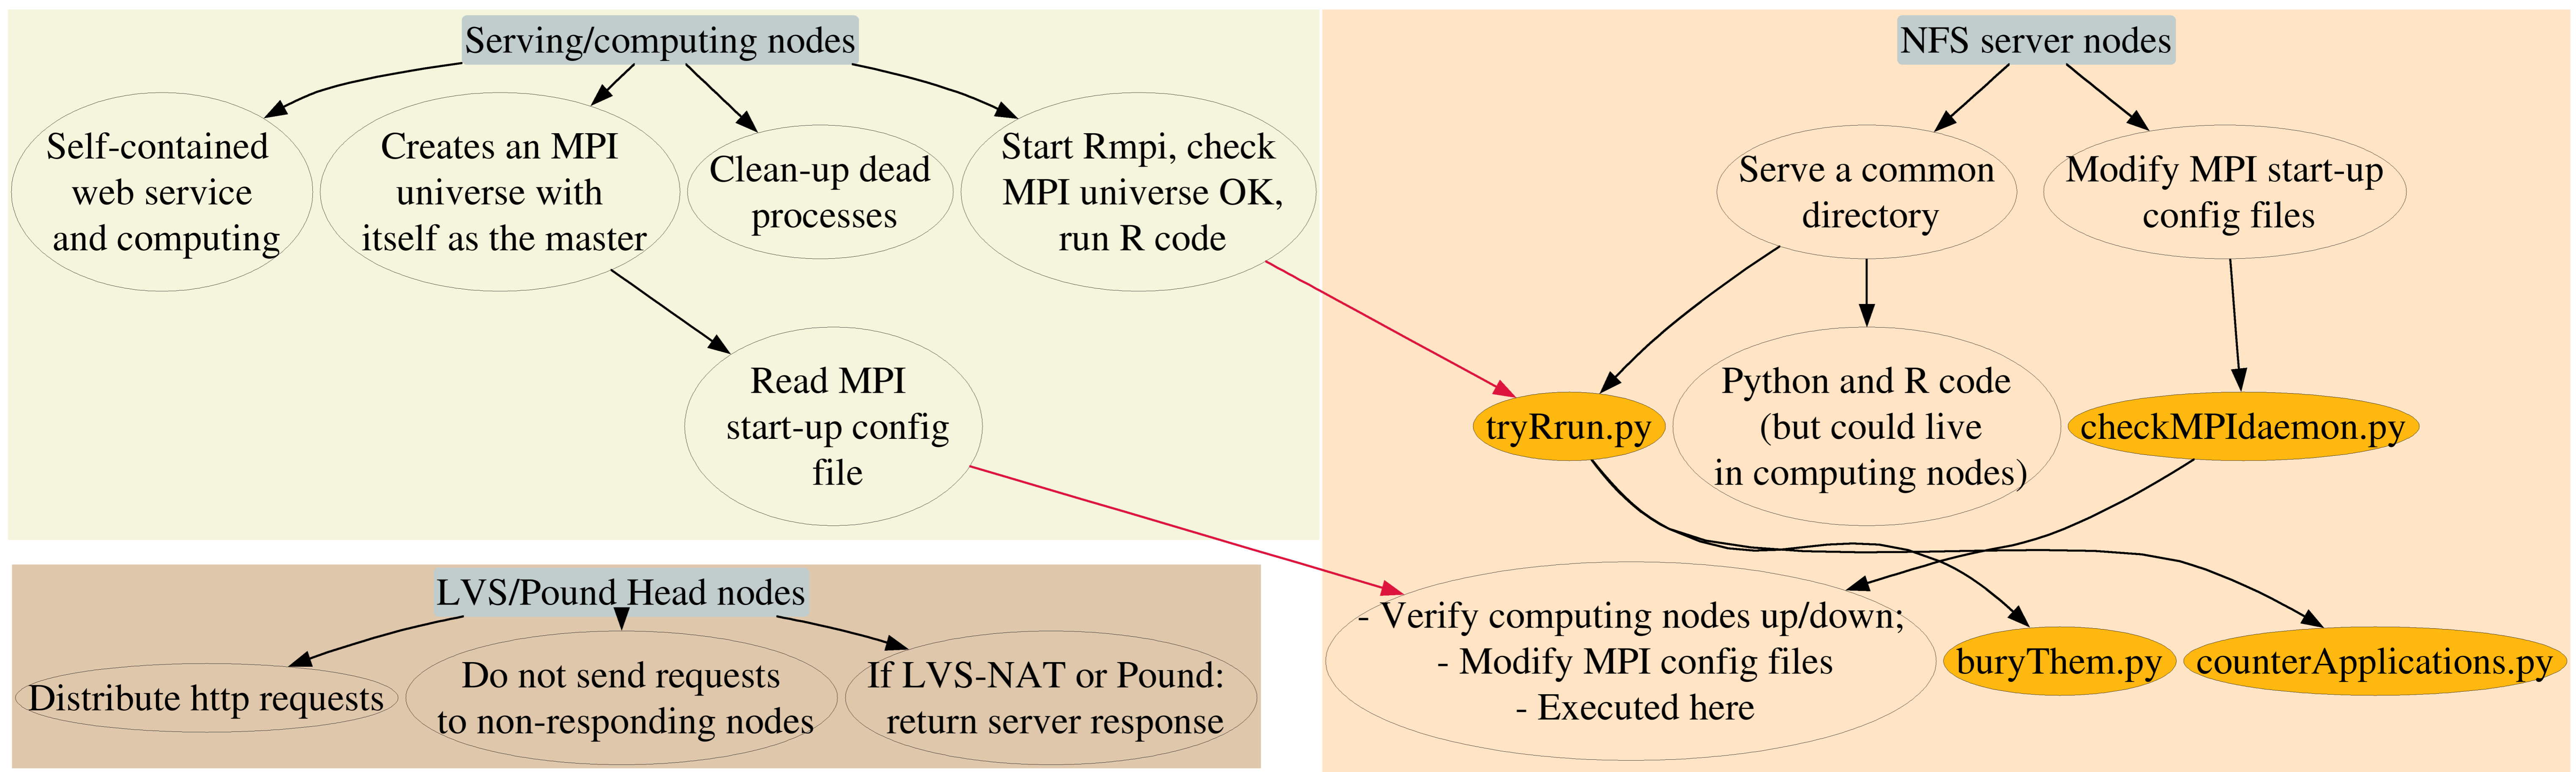 Serving/computing nodes
Self-contained
web service
and computing
Creates an MPI
universe with
itself as the master
Clean-up dead
processes
Start Rmpi, check
MPI universe OK,
run R code
Read MPI
start-up config
file
LVS/Pound Head nodes
Distribute http requests
Do not send requests
to non-responding nodes
If LVS-NAT or Pound:
return server response
NFS server nodes
Serve a common
directory
Modify MPI start-up
config files
tryRrun.py
Python and R code
(but could live
in computing nodes)
checkMPIdaemon.py
- Verify computing nodes up/down;
- Modify MPI config files
- Executed here
buryThem.py
counterApplications.py